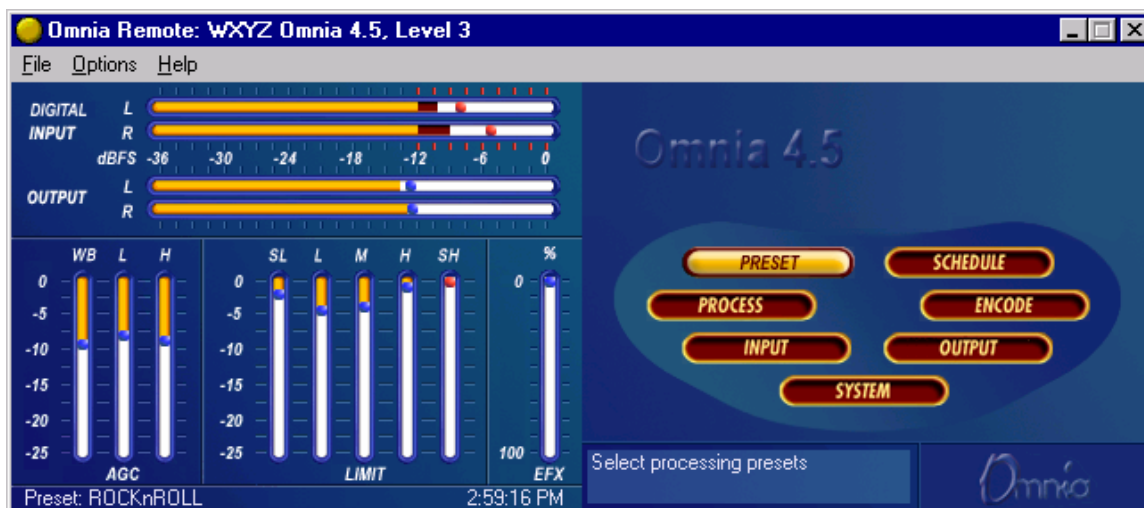 Omnia Remote: WXYZ Omnia 4.5, Level 3
File Options Help
DIGITAL L
INPUT R
dBFS -36 -30 -24 -18 -12 -6 0
OUTPUT L
R
WB L H SL L M H SH %
0 0 0
-5 -5
-10 -10
-15 -15
-20 -20
-25 -25 100
AGC LIMIT EFX
Preset: ROCKnROLL 2:59:16 PM
Omnia 4.5
PRESET SCHEDULE
PROCESS ENCODE
INPUT OUTPUT
SYSTEM
Select processing presets
Omnia